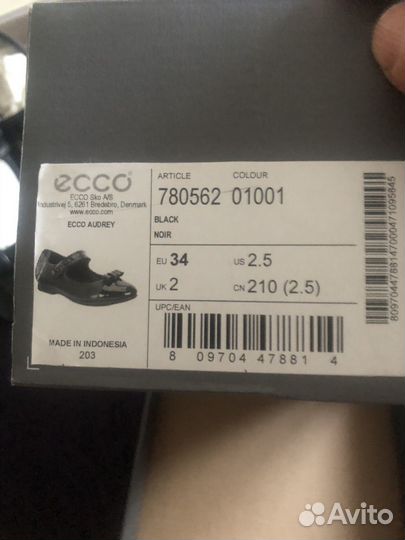 ecco
ECCO Sko A/S
Industrivej 5, 6261 Bredebro, Denmark
www.ecco.com
ECCO AUDREY
MADE IN INDONESIA
203
ARTICLE COLOUR
780562 01001
BLACK
NOIR
EU 34 US 2.5
UK 2 CN 210 (2.5)
UPC/EAN
8 09704 47881 4
8097044788147000471095845
Avito